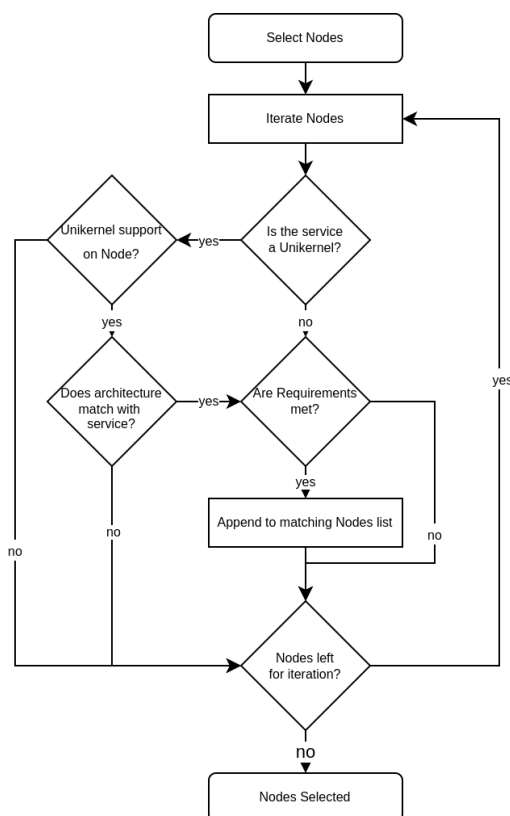 Select Nodes
Iterate Nodes
Unikernel support
on Node?
Is the service
a Unikernel?
yes
yes
no
Does architecture
match with
service?
Are Requirements
met?
yes
yes
yes
Append to matching Nodes list
no
no
no
Nodes left
for iteration?
no
Nodes Selected